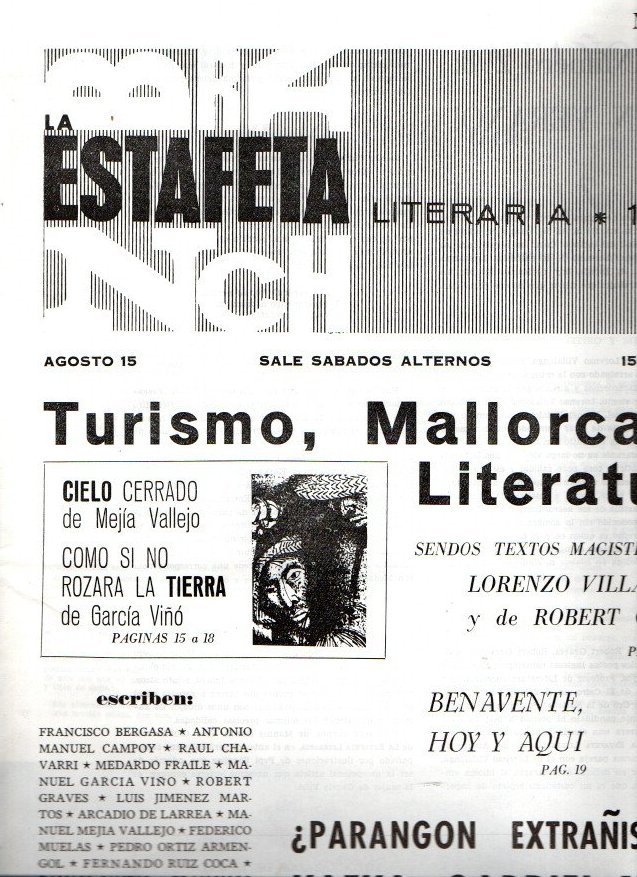 LA
ESTAFETA
LITERARIA * 1
AGOSTO 15
SALE SABADOS ALTERNOS
15
Turismo, Mallorca
Literatu
CIELO CERRADO
de Mejía Vallejo
COMO SI NO
ROZARA LA TIERRA
de García Viñó
PAGINAS 15 a 18
SENDOS TEXTOS MAGIST
LORENZO VILLA
y de ROBERT
P
BENAVENTE,
HOY Y AQUI
PAG. 19
escriben:
FRANCISCO BERGASA ★ ANTONIO
MANUEL CAMPOY ★ RAUL CHA-
VARRI ★ MEDARDO FRAILE ★ MA-
NUEL GARCIA VIÑO ★ ROBERT
GRAVES ★ LUIS JIMENEZ MAR-
TOS ★ ARCADIO DE LARREA ★ MA-
NUEL MEJIA VALLEJO ★ FEDERICO
MUELAS ★ PEDRO ORTIZ ARMEN-
GOL ★ FERNANDO RUIZ COCA ★
¿PARANGON EXTRAÑIS